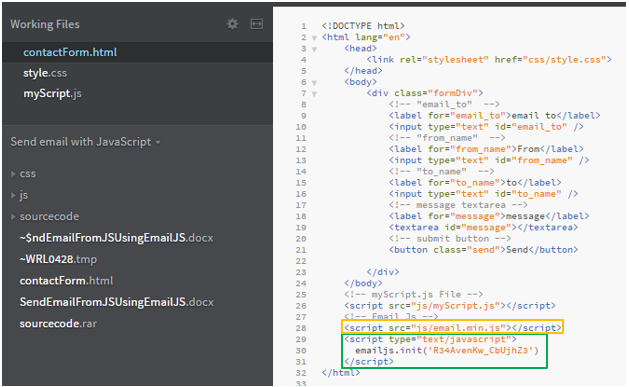 Working Files
contactForm.html
style.css
myScript.js
Send email with JavaScript
css
js
sourcecode
~$ndEmailFromJSUsingEmailJS.docx
~WRL0428.tmp
contactForm.html
SendEmailFromJSUsingEmailJS.docx
sourcecode.rar
1 <!DOCTYPE html>
2 <html lang="en">
3 <head>
4 <link rel="stylesheet" href="css/style.css">
5 </head>
6 <body>
7 <div class="formDiv">
8 <!-- "email_to" -->
9 <label for="email_to">email to</label>
10 <input type="text" id="email_to" />
11 <!-- "from_name" -->
12 <label for="from_name">From</label>
13 <input type="text" id="from_name" />
14 <!-- "to_name" -->
15 <label for="to_name">to</label>
16 <input type="text" id="to_name" />
17 <!-- message textarea -->
18 <label for="message">message</label>
19 <textarea id="message"></textarea>
20 <!-- submit button -->
21 <button class="send">Send</button>
22
23 </div>
24 </body>
25 <!-- myScript.js File -->
26 <script src="js/myScript.js"></script>
27 <!-- Email Js -->
28 <script src="js/email.min.js"></script>
29 <script type="text/javascript">
30 emailjs.init('R34AvenKw_CbUjhZ3')
31 </script>
32 </html>